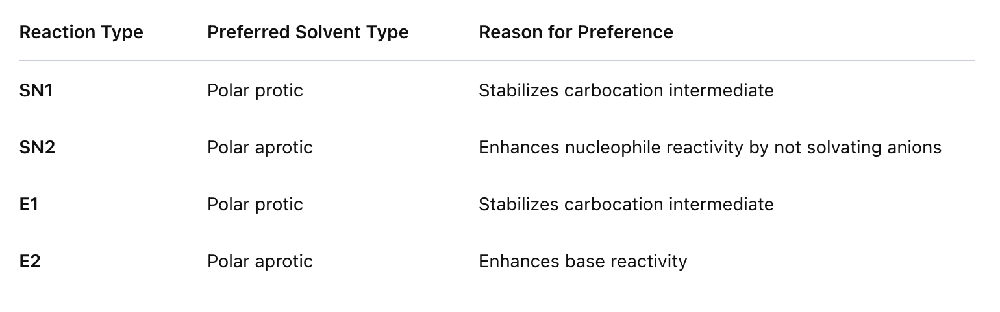 Reaction Type Preferred Solvent Type Reason for Preference
SN1 Polar protic Stabilizes carbocation intermediate
SN2 Polar aprotic Enhances nucleophile reactivity by not solvating anions
E1 Polar protic Stabilizes carbocation intermediate
E2 Polar aprotic Enhances base reactivity